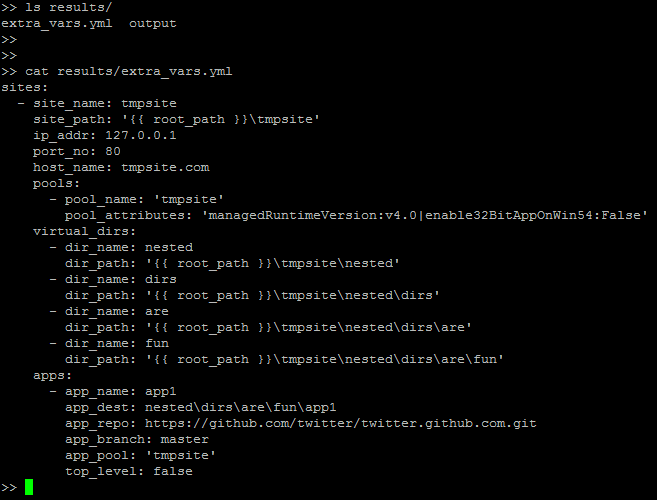 >> ls results/
extra_vars.yml  output
>>
>>
>> cat results/extra_vars.yml
sites:
  - site_name: tmpsite
    site_path: '{{ root_path }}\tmpsite'
    ip_addr: 127.0.0.1
    port_no: 80
    host_name: tmpsite.com
    pools:
      - pool_name: 'tmpsite'
        pool_attributes: 'managedRuntimeVersion:v4.0|enable32BitAppOnWin54:False'
    virtual_dirs:
      - dir_name: nested
        dir_path: '{{ root_path }}\tmpsite\nested'
      - dir_name: dirs
        dir_path: '{{ root_path }}\tmpsite\nested\dirs'
      - dir_name: are
        dir_path: '{{ root_path }}\tmpsite\nested\dirs\are'
      - dir_name: fun
        dir_path: '{{ root_path }}\tmpsite\nested\dirs\are\fun'
    apps:
      - app_name: app1
        app_dest: nested\dirs\are\fun\app1
        app_repo: https://github.com/twitter/twitter.github.com.git
        app_branch: master
        app_pool: 'tmpsite'
        top_level: false
>>